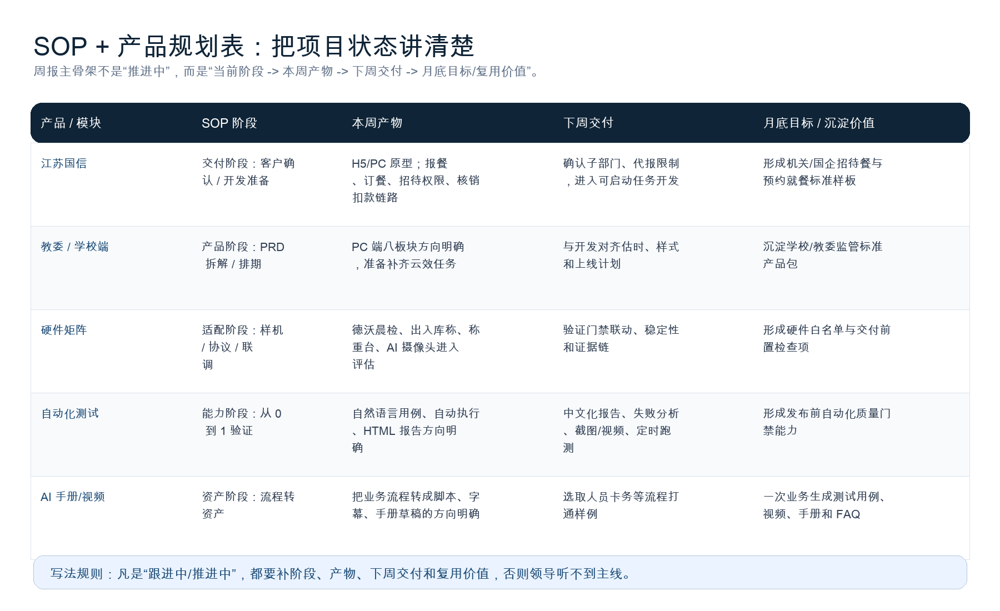 SOP + 产品规划表：把项目状态讲清楚
周报主骨架不是“推进中”，而是“当前阶段 -> 本周产物 -> 下周交付 -> 月底目标/复用价值”。
产品 / 模块
SOP 阶段
本周产物
下周交付
月底目标 / 沉淀价值
江苏国信
交付阶段：客户确
认 / 开发准备
H5/PC 原型；报餐
、订餐、招待权限、核销
扣款链路
确认子部门、代报限制
，进入可启动任务开发
形成机关/国企招待餐与
预约就餐标准样板
教委 / 学校端
产品阶段：PRD
拆解 / 排期
PC 端八板块方向明确
，准备补齐云效任务
与开发对齐估时、样式
和上线计划
沉淀学校/教委监管标准
产品包
硬件矩阵
适配阶段：样机
/ 协议 / 联
调
德沃晨检、出入库称、称
重台、AI 摄像头进入
评估
验证门禁联动、稳定性
和证据链
形成硬件白名单与交付前
置检查项
自动化测试
能力阶段：从 0
到 1 验证
自然语言用例、自动执行
、HTML 报告方向明
确
中文化报告、失败分析
、截图/视频、定时跑
测
形成发布前自动化质量门
禁能力
AI 手册/视频
资产阶段：流程转
资产
把业务流程转成脚本、字
幕、手册草稿的方向明确
选取人员卡务等流程打
通样例
一次业务生成测试用例、
视频、手册和 FAQ
写法规则：凡是“跟进中/推进中”，都要补阶段、产物、下周交付和复用价值，否则领导听不到主线。